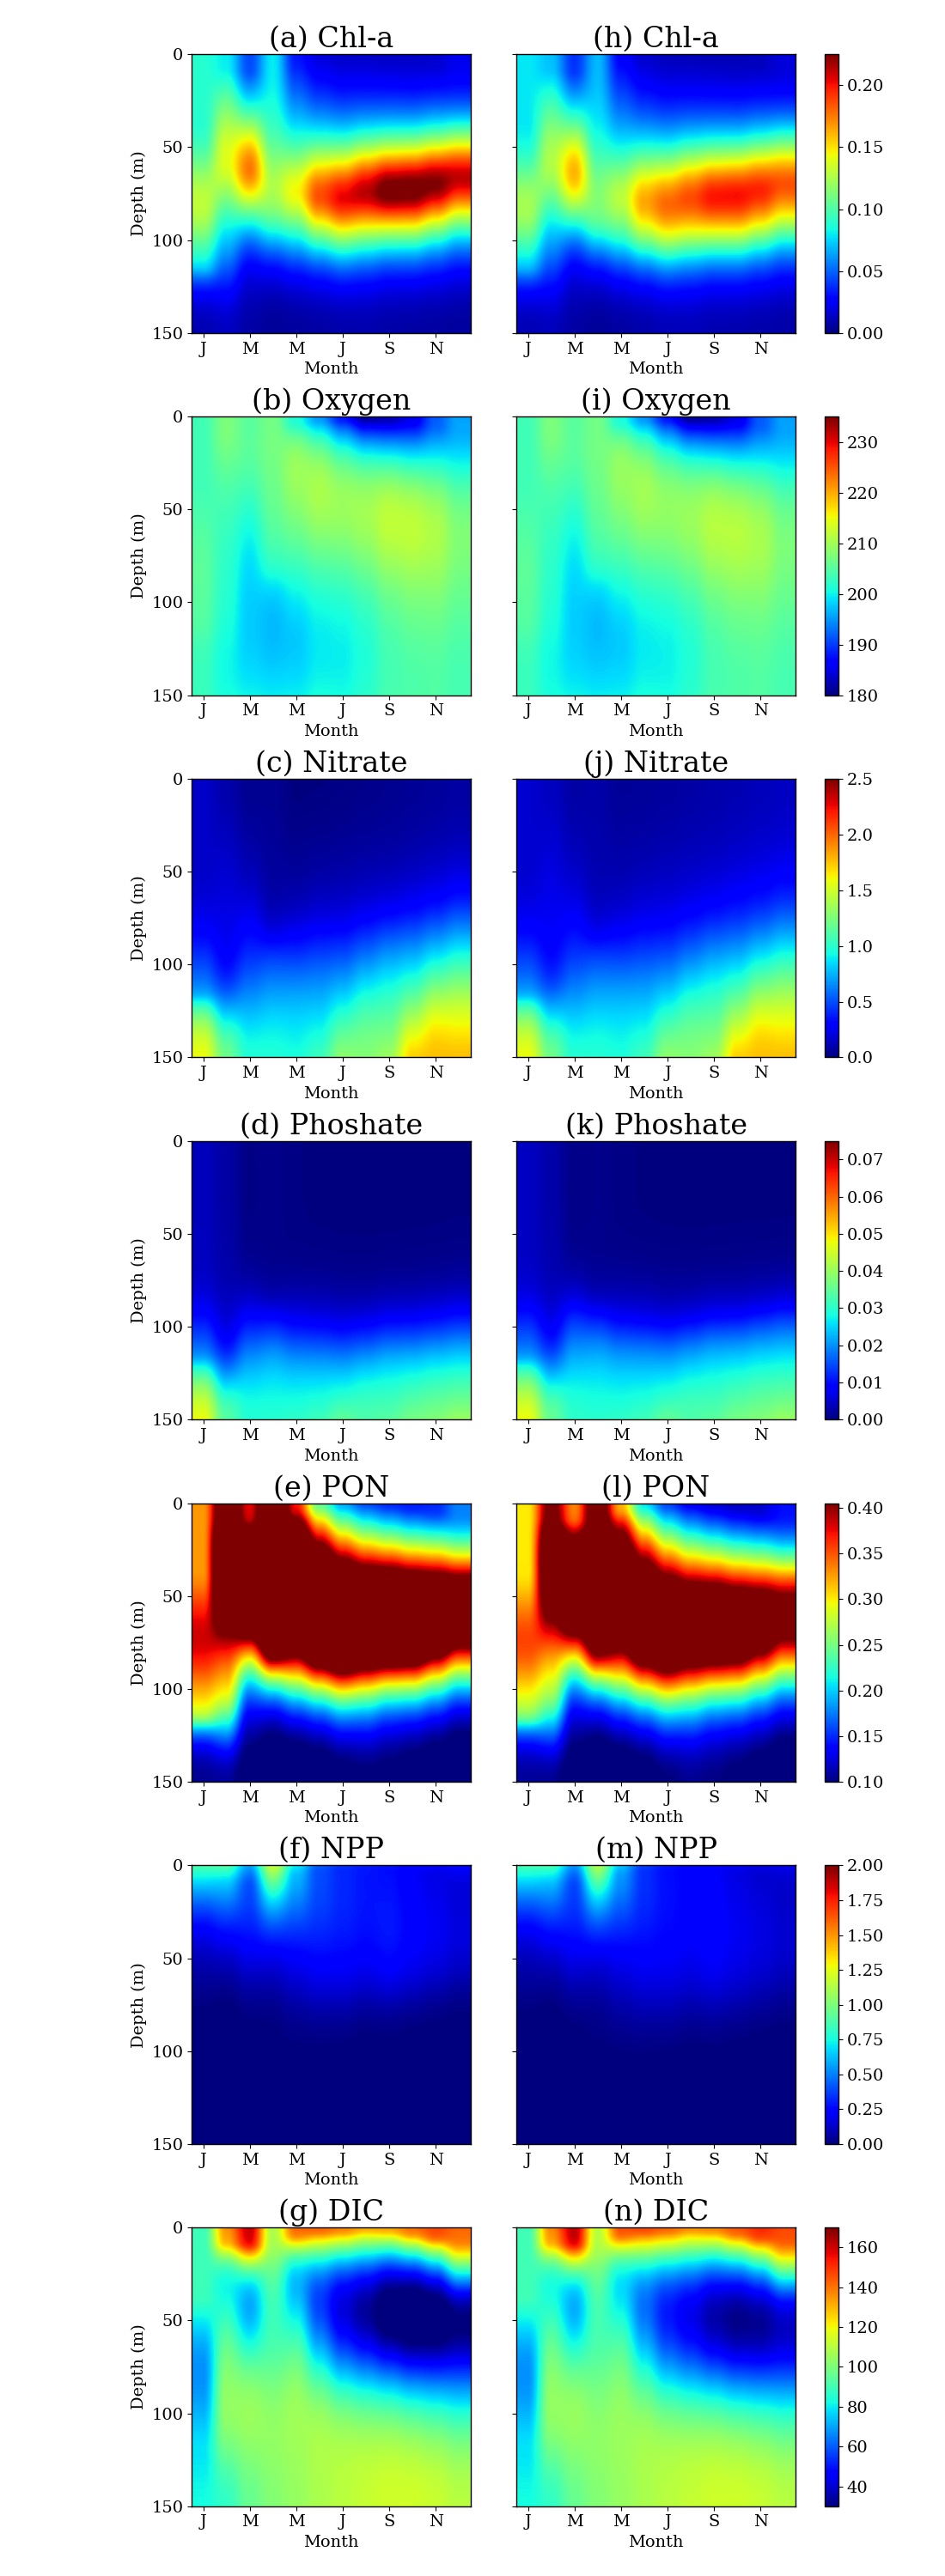 (a) Chl-a (h) Chl-a
0 0.20
50 0.15
Depth (m)
100 0.10
0.05
150 0.00
J M M J S N J M M J S N
Month Month
(b) Oxygen (i) Oxygen
0 230
220
50 210
Depth (m)
100 200
190
150 180
J M M J S N J M M J S N
Month Month
(c) Nitrate (j) Nitrate
0 2.5
2.0
50 1.5
Depth (m)
100 1.0
0.5
150 0.0
J M M J S N J M M J S N
Month Month
(d) Phoshate (k) Phoshate
0 0.07
0.06
50 0.05
0.04
Depth (m)
0.03
100 0.02
0.01
150 0.00
J M M J S N J M M J S N
Month Month
(e) PON (l) PON
0 0.40
0.35
50 0.30
Depth (m)
0.25
100 0.20
0.15
150 0.10
J M M J S N J M M J S N
Month Month
(f) NPP (m) NPP
0 2.00
1.75
1.50
50 1.25
Depth (m)
1.00
100 0.75
0.50
0.25
150 0.00
J M M J S N J M M J S N
Month Month
(g) DIC (n) DIC
0 160
140
50 120
Depth (m)
100
100 80
60
150 40
J M M J S N J M M J S N
Month Month